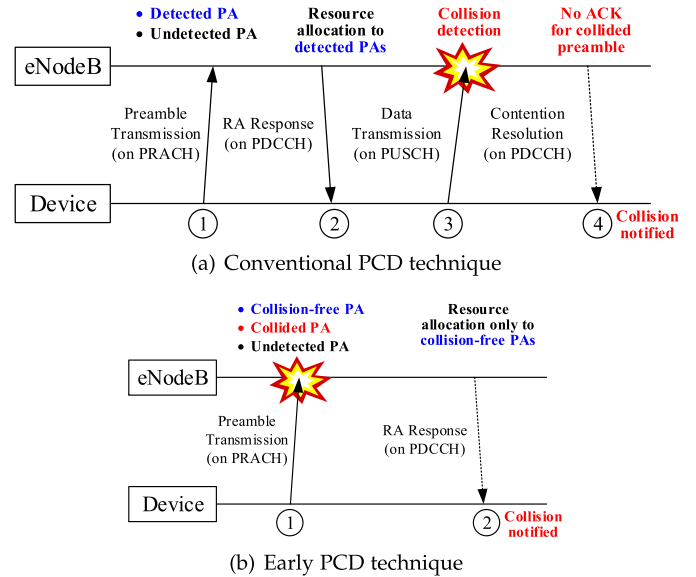 • Detected PA
• Undetected PA
Resource
allocation to
detected PAs
Collision
detection
No ACK
for collided
preamble
eNodeB
Preamble
Transmission
(on PRACH)
RA Response
(on PDCCH)
Data
Transmission
(on PUSCH)
Contention
Resolution
(on PDCCH)
Device
1
2
3
4
Collision
notified
(a) Conventional PCD technique
• Collision-free PA
• Collided PA
• Undetected PA
Resource
allocation only to
collision-free PAs
eNodeB
Preamble
Transmission
(on PRACH)
RA Response
(on PDCCH)
Device
1
2
Collision
notified
(b) Early PCD technique